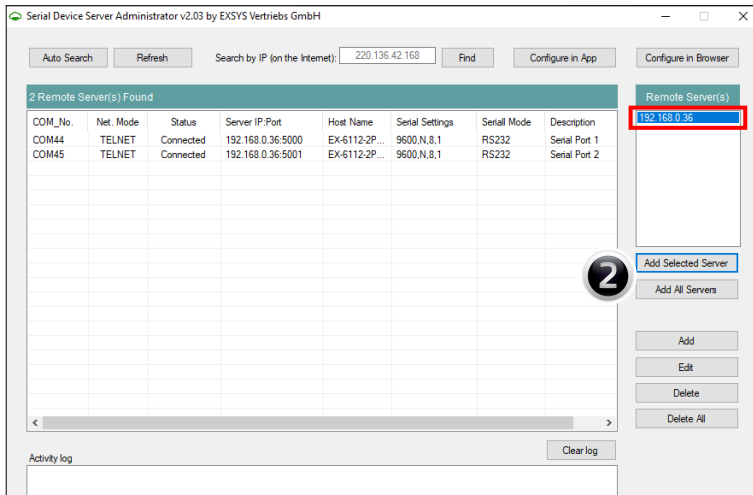 Serial Device Server Administrator v2.03 by EXSYS Vertriebs GmbH
Auto Search Refresh Search by IP (on the Internet): 220.136.42.168 Find Configure in App Configure in Browser
2 Remote Server(s) Found Remote Server(s)
COM_No. Net. Mode Status Server IP:Port Host Name Serial Settings Seriall Mode Description
192.168.0.36
COM44 TELNET Connected 192.168.0.36:5000 EX-6112-2P... 9600,N,8,1 RS232 Serial Port 1
COM45 TELNET Connected 192.168.0.36:5001 EX-6112-2P... 9600,N,8,1 RS232 Serial Port 2
2
Add Selected Server
Add All Servers
Add
Edit
Delete
Delete All
Clear log
Activity log